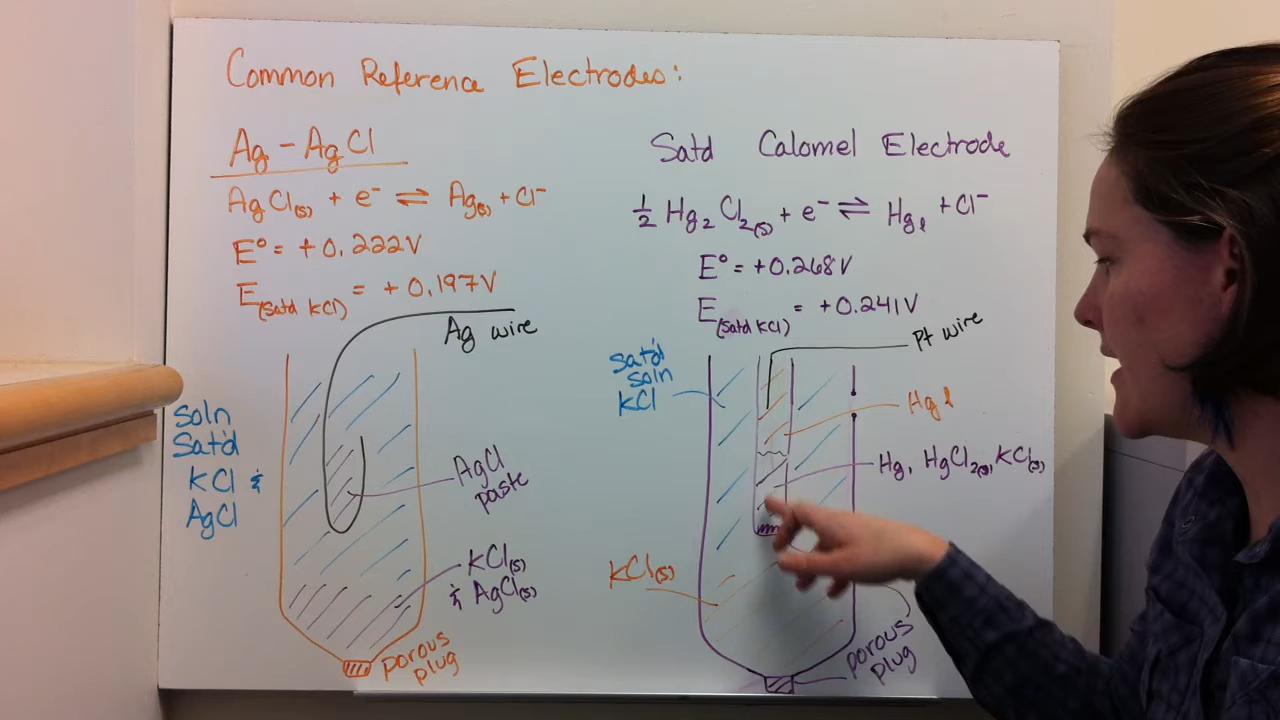 Common Reference Electrodes:
Ag - AgCl
AgCl(s) + e⁻ ⇌ Ag(s) + Cl⁻
E° = +0.222V
E(Satd KCl) = +0.197V
Ag wire
Soln
Sat'd
KCl &
AgCl
AgCl
paste
KCl(s)
& AgCl(s)
porous
plug
Satd Calomel Electrode
½ Hg₂Cl₂(s) + e⁻ ⇌ Hg l + Cl⁻
E° = +0.268V
E(Satd KCl) = +0.241V
Pt wire
Sat'd
soln
KCl
Hg l
Hg, HgCl₂(s), KCl(s)
KCl(s)
porous
plug